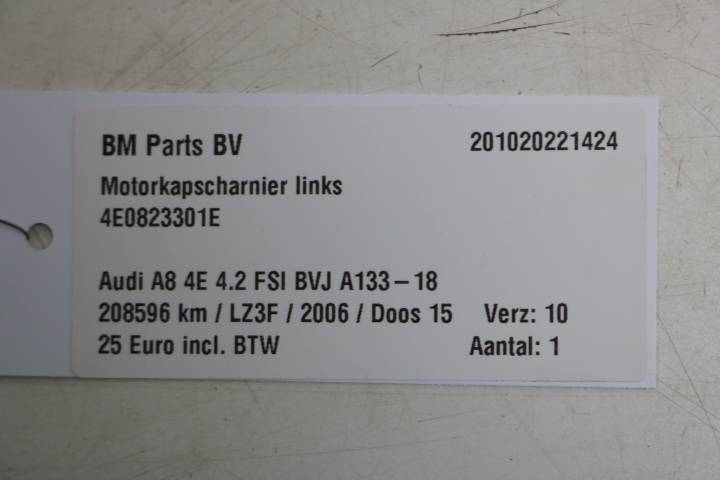 BM Parts BV 201020221424
Motorkapscharnier links
4E0823301E
Audi A8 4E 4.2 FSI BVJ A133 – 18
208596 km / LZ3F / 2006 / Doos 15 Verz: 10
25 Euro incl. BTW Aantal: 1